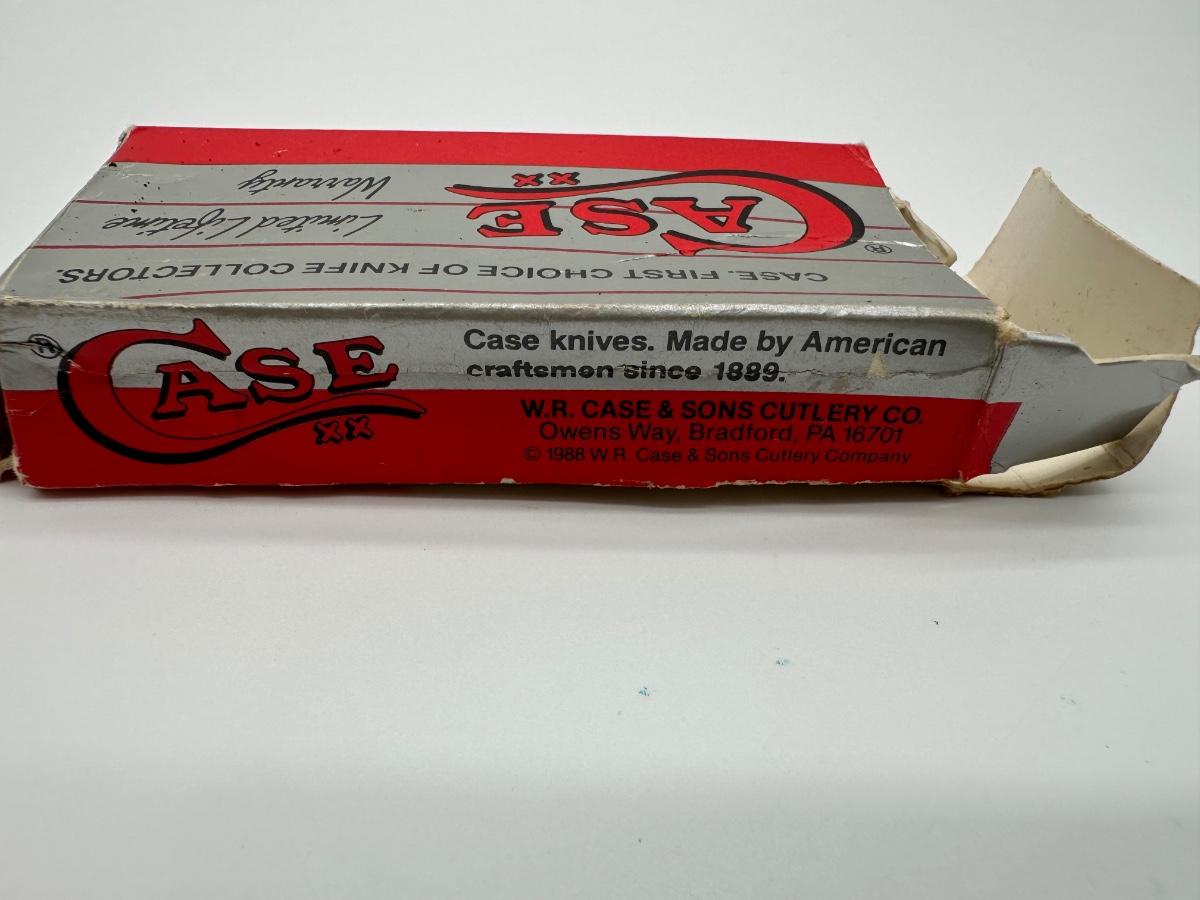 CASE. FIRST CHOICE OF KNIFE COLLECTORS.
CASE ®
XX
Limited Lifetime
Warranty
CASE ®
XX
Case knives. Made by American
craftsmen since 1889.
W.R. CASE & SONS CUTLERY CO.
Owens Way, Bradford, PA 16701
© 1988 W.R. Case & Sons Cutlery Company